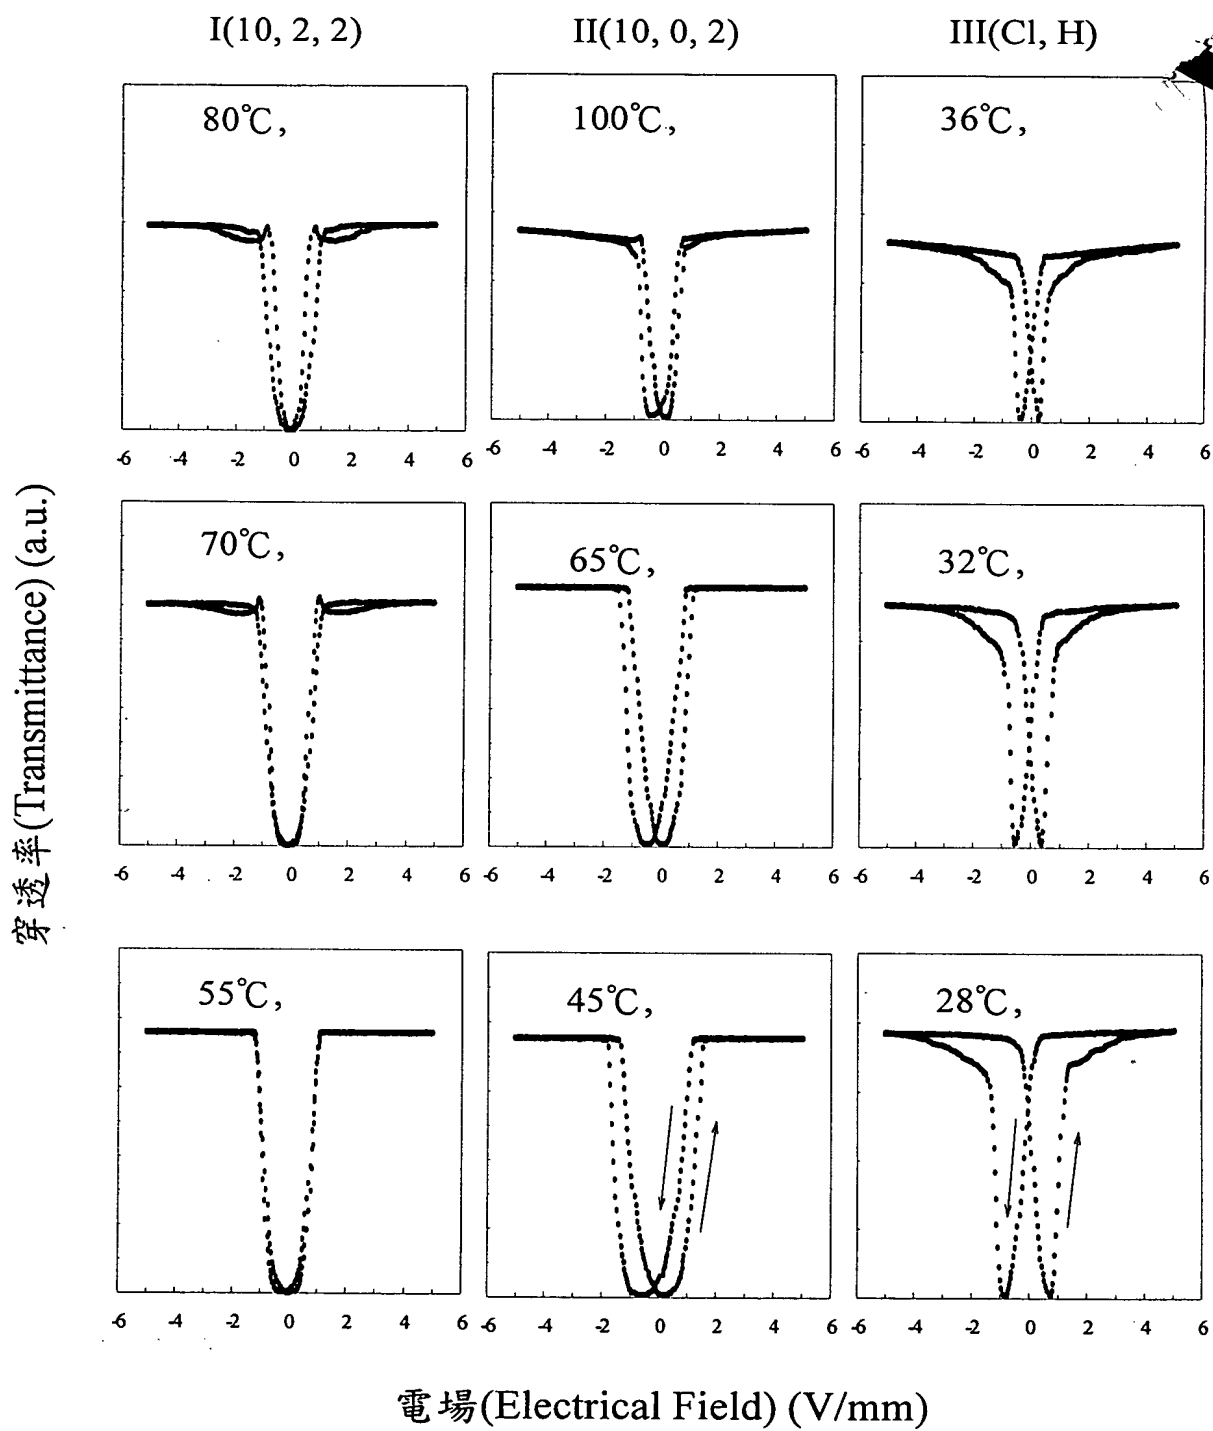 I(10, 2, 2) II(10, 0, 2) III(Cl, H)
80℃, 100℃, 36℃,
-6 -4 -2 0 2 4 6 -6 -4 -2 0 2 4 6 -6 -4 -2 0 2 4 6
70℃, 65℃, 32℃,
-6 -4 -2 0 2 4 6 -6 -4 -2 0 2 4 6 -6 -4 -2 0 2 4 6
55℃, 45℃, 28℃,
-6 -4 -2 0 2 4 6 -6 -4 -2 0 2 4 6 -6 -4 -2 0 2 4 6
穿透率(Transmittance) (a.u.)
電場(Electrical Field) (V/mm)